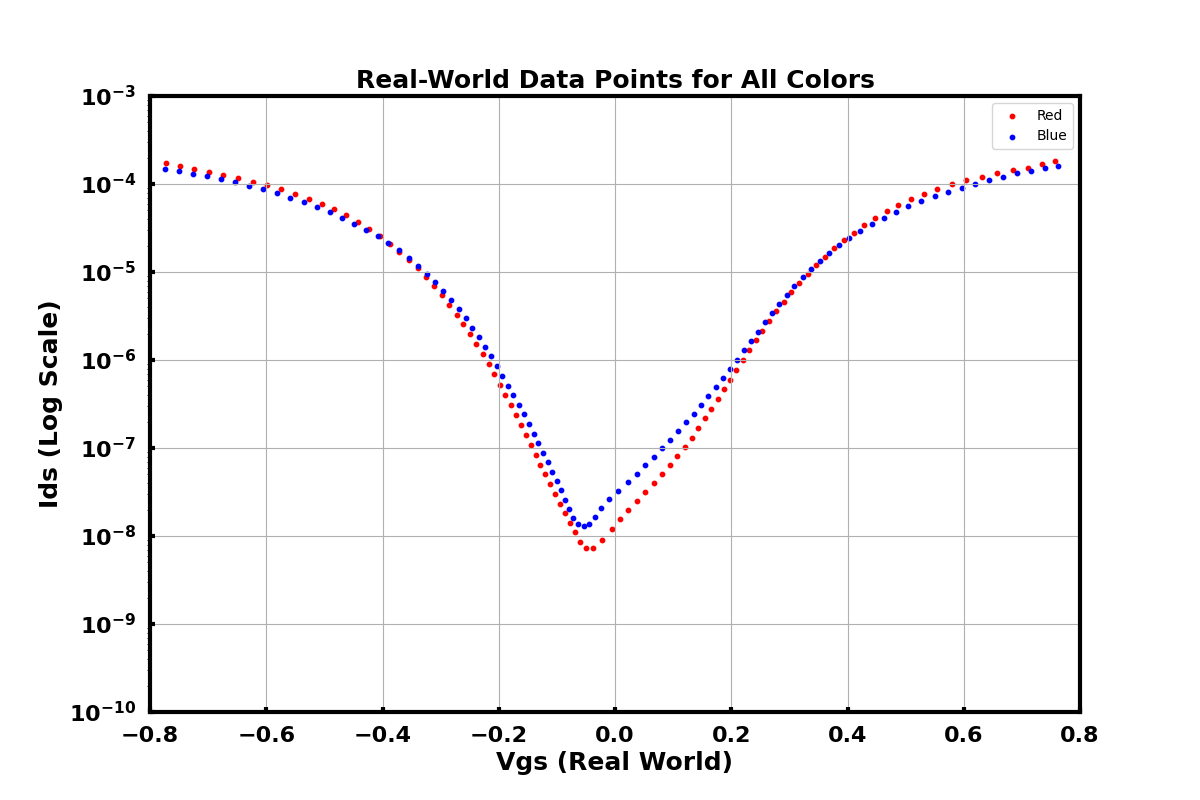 Real-World Data Points for All Colors
Red
Blue
Ids (Log Scale)
10⁻³
10⁻⁴
10⁻⁵
10⁻⁶
10⁻⁷
10⁻⁸
10⁻⁹
10⁻¹⁰
−0.8 −0.6 −0.4 −0.2 0.0 0.2 0.4 0.6 0.8
Vgs (Real World)